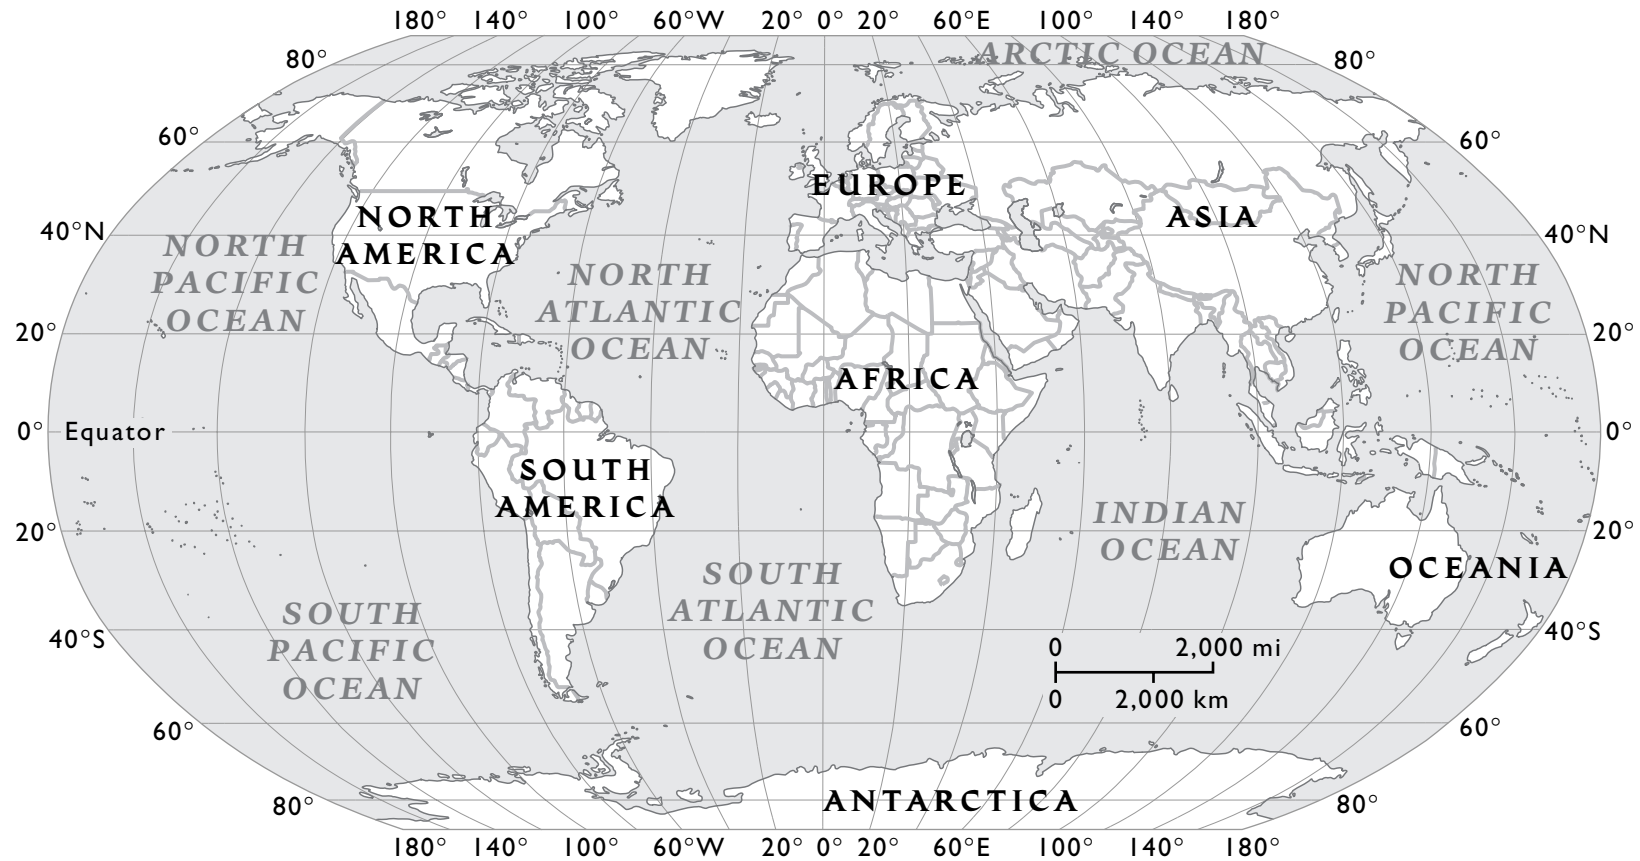 180° 140° 100° 60°W 20° 0° 20° 60°E 100° 140° 180°
80° ARCTIC OCEAN 80°
60° 60°
EUROPE
NORTH
AMERICA
ASIA
40°N 40°N
NORTH
PACIFIC
OCEAN
NORTH
ATLANTIC
OCEAN
NORTH
PACIFIC
OCEAN
20° 20°
AFRICA
0° Equator 0°
SOUTH
AMERICA
INDIAN
OCEAN
20° 20°
OCEANIA
SOUTH
ATLANTIC
OCEAN
SOUTH
PACIFIC
OCEAN
40°S 40°S
0 2,000 mi
0 2,000 km
60° 60°
80° ANTARCTICA 80°
180° 140° 100° 60°W 20° 0° 20° 60°E 100° 140° 180°